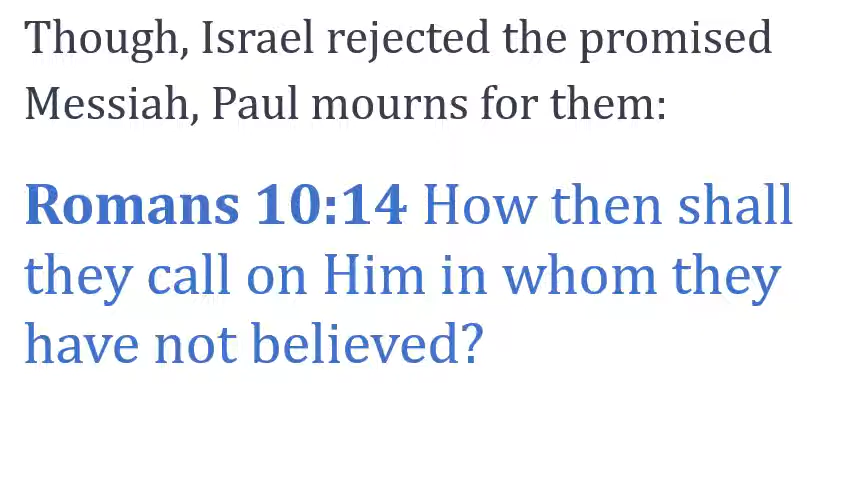 Though, Israel rejected the promised
Messiah, Paul mourns for them:
Romans 10:14 How then shall
they call on Him in whom they
have not believed?